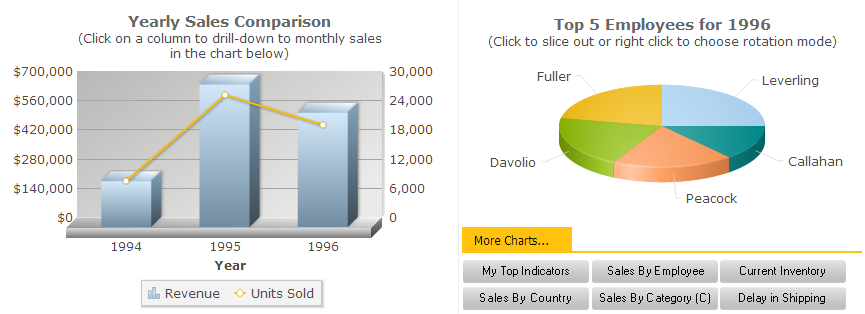 Yearly Sales Comparison
(Click on a column to drill-down to monthly sales
in the chart below)
$700,000
$560,000
$420,000
$280,000
$140,000
$0
30,000
24,000
18,000
12,000
6,000
0
1994
1995
1996
Year
Revenue
Units Sold
Top 5 Employees for 1996
(Click to slice out or right click to choose rotation mode)
Fuller
Leverling
Davolio
Callahan
Peacock
More Charts...
My Top Indicators
Sales By Employee
Current Inventory
Sales By Country
Sales By Category (C)
Delay in Shipping